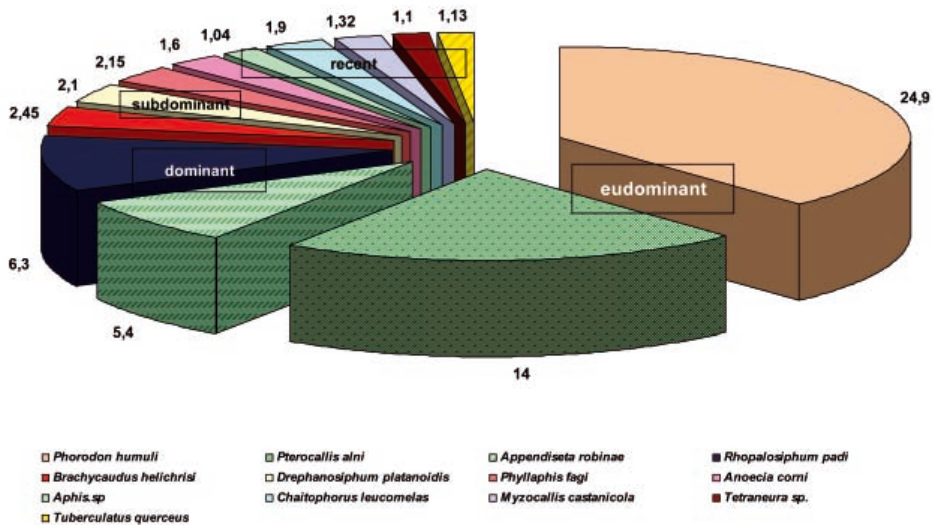 1,9
1,32
1,1
1,13
1,04
1,6
2,15
recent
2,1
subdominant
24,9
2,45
dominant
eudominant
6,3
5,4
14
Phorodon humuli Pterocallis alni Appendiseta robinae Rhopalosiphum padi
Brachycaudus helichrisi Drephanosiphum platanoidis Phyllaphis fagi Anoecia corni
Aphis.sp Chaitophorus leucomelas Myzocallis castanicola Tetraneura sp.
Tuberculatus querceus